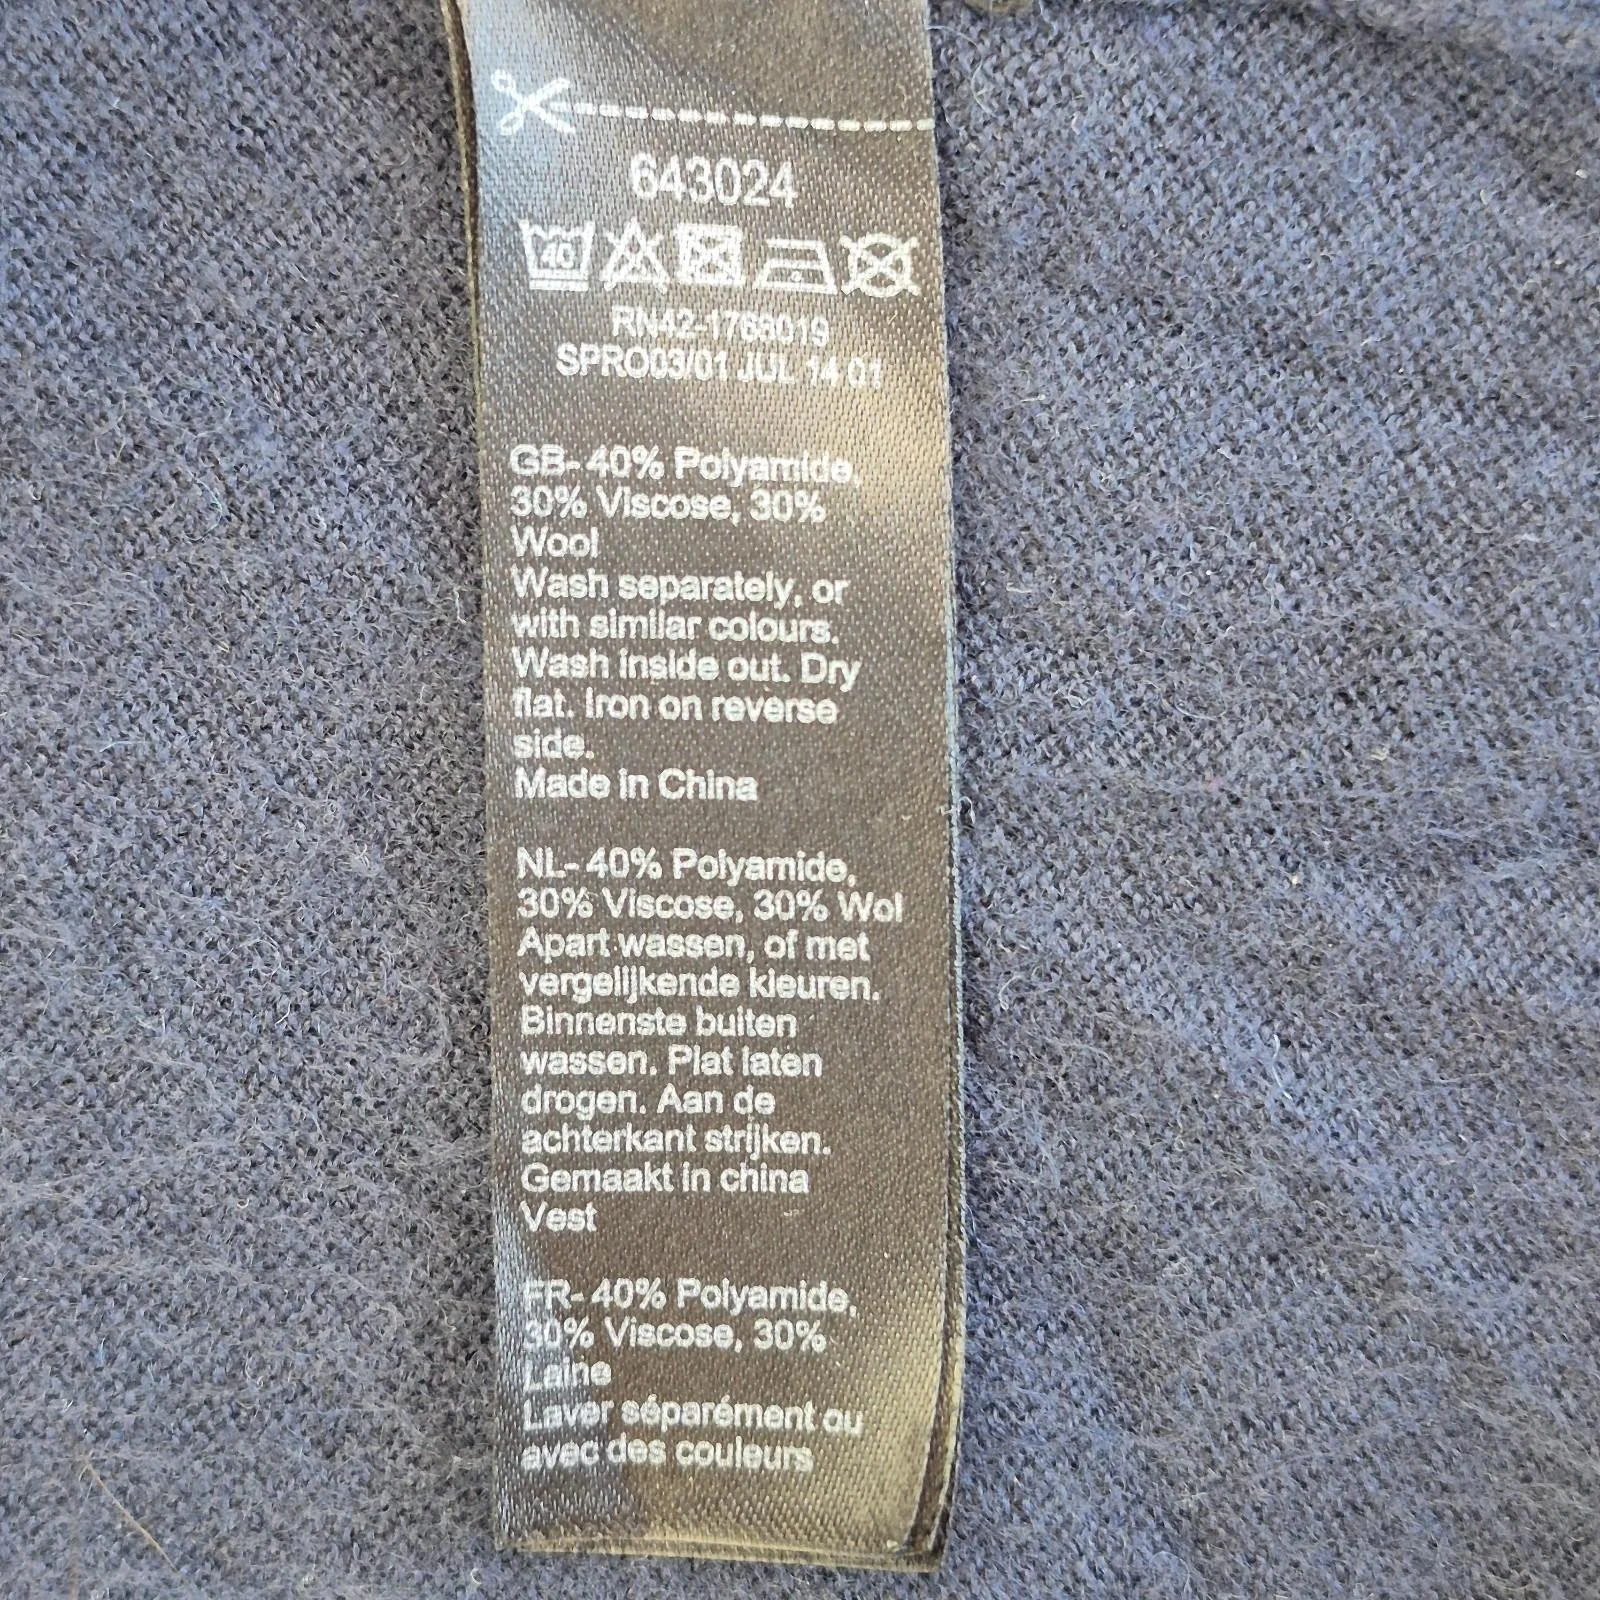 643024
40
RN42-1768019
SPRO03/01 JUL 14 01
GB- 40% Polyamide,
30% Viscose, 30%
Wool
Wash separately, or
with similar colours.
Wash inside out. Dry
flat. Iron on reverse
side.
Made in China
NL- 40% Polyamide,
30% Viscose, 30% Wol
Apart wassen, of met
vergelijkende kleuren.
Binnenste buiten
wassen. Plat laten
drogen. Aan de
achterkant strijken.
Gemaakt in china
Vest
FR- 40% Polyamide,
30% Viscose, 30%
Laine
Laver séparément ou
avec des couleurs